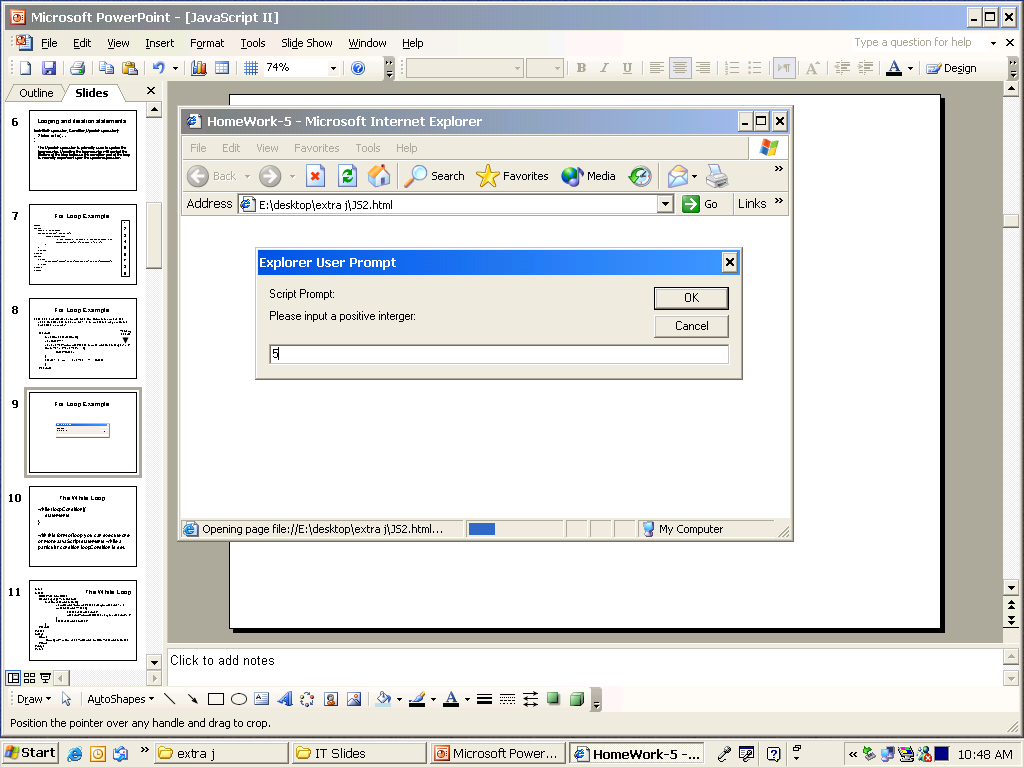 Microsoft PowerPoint - [JavaScript II]
File Edit View Insert Format Tools Slide Show Window Help Type a question for help
74% B I U A Design
Outline Slides
6 Looping and iteration statements
7 For Loop Example
8 For Loop Example
9 For Loop Example
10 The While Loop
11 The While Loop
HomeWork-5 - Microsoft Internet Explorer
File Edit View Favorites Tools Help
Back Search Favorites Media
Address E:\desktop\extra j\JS2.html Go Links
Explorer User Prompt
Script Prompt:
Please input a positive interger:
OK
Cancel
5
Opening page file://E:\desktop\extra j\JS2.html... My Computer
Click to add notes
Draw AutoShapes
Position the pointer over any handle and drag to crop.
Start extra j IT Slides Microsoft Power... HomeWork-5 -... 10:48 AM